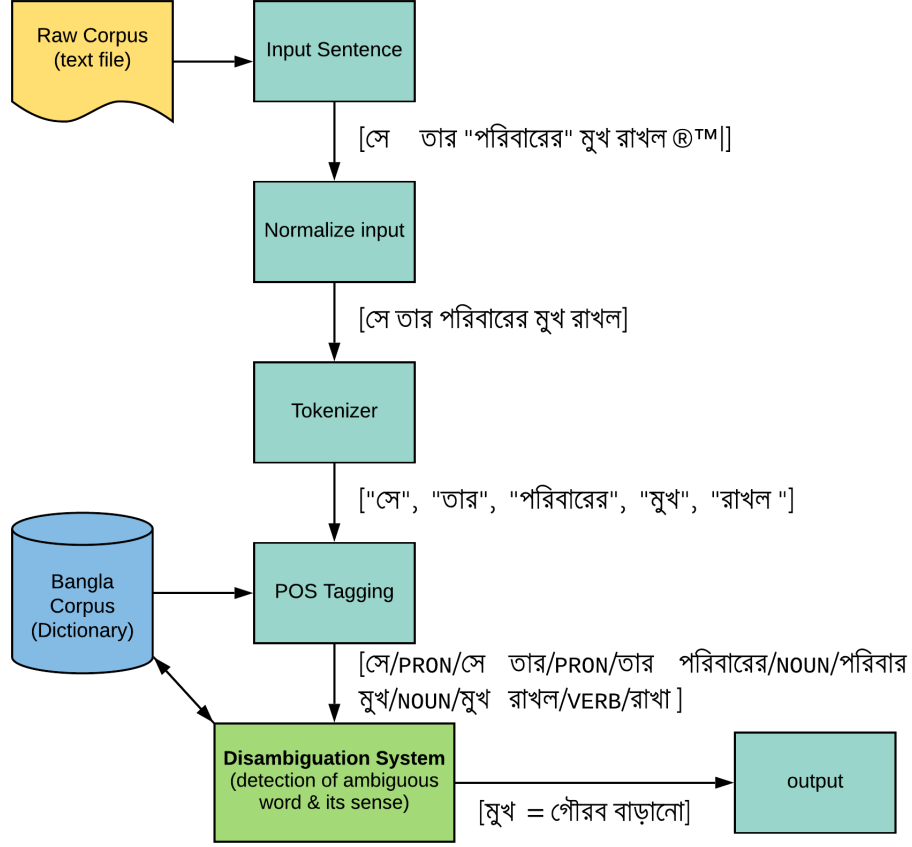 Raw Corpus
(text file)
Input Sentence
[সে তার "পরিবারের" মুখ রাখল ®™|]
Normalize input
[সে তার পরিবারের মুখ রাখল]
Tokenizer
["সে", "তার", "পরিবারের", "মুখ", "রাখল "]
Bangla
Corpus
(Dictionary)
POS Tagging
[সে/PRON/সে তার/PRON/তার পরিবারের/NOUN/পরিবার
মুখ/NOUN/মুখ রাখল/VERB/রাখা ]
Disambiguation System
(detection of ambiguous
word & its sense)
[মুখ = গৌরব বাড়ানো]
output